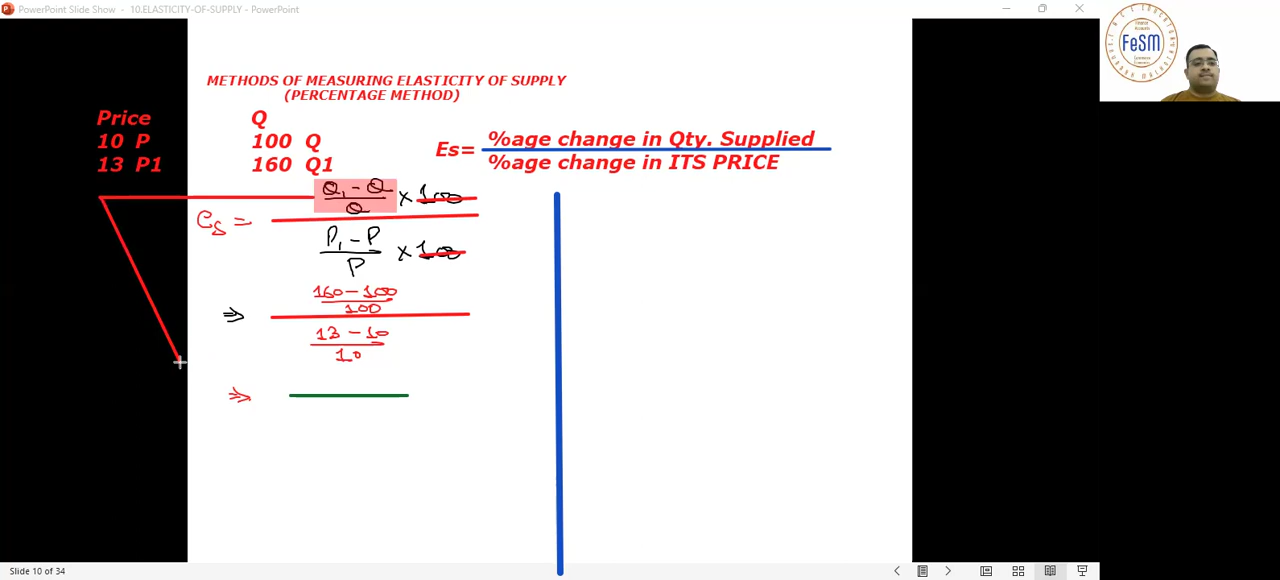 PowerPoint Slide Show - 10.ELASTICITY-OF-SUPPLY - PowerPoint
FeSM
METHODS OF MEASURING ELASTICITY OF SUPPLY
(PERCENTAGE METHOD)
Price Q
10 P 100 Q
13 P1 160 Q1
Es= %age change in Qty. Supplied
%age change in ITS PRICE
Q₁ - Q
Q × 100
es =
P₁ - P
P × 100
160 - 100
100
⇒
13 - 10
10
⇒
Slide 10 of 34